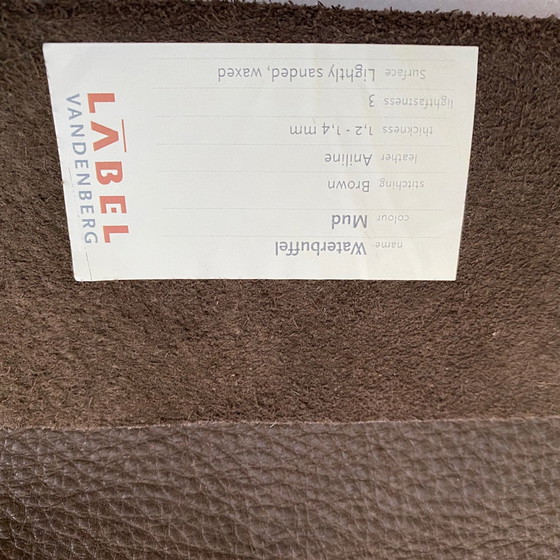 name Waterbuffel
colour Mud
stitching Brown
leather Aniline
thickness 1,2 - 1,4 mm
lightfastness 3
Surface Lightly sanded, waxed
LABEL
VANDENBERG